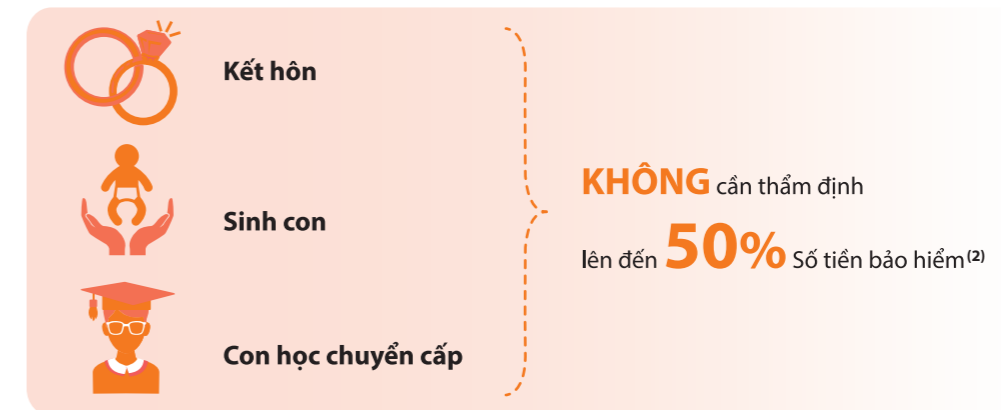 Kết hôn
Sinh con
Con học chuyển cấp
KHÔNG cần thẩm định
lên đến 50% Số tiền bảo hiểm(2)